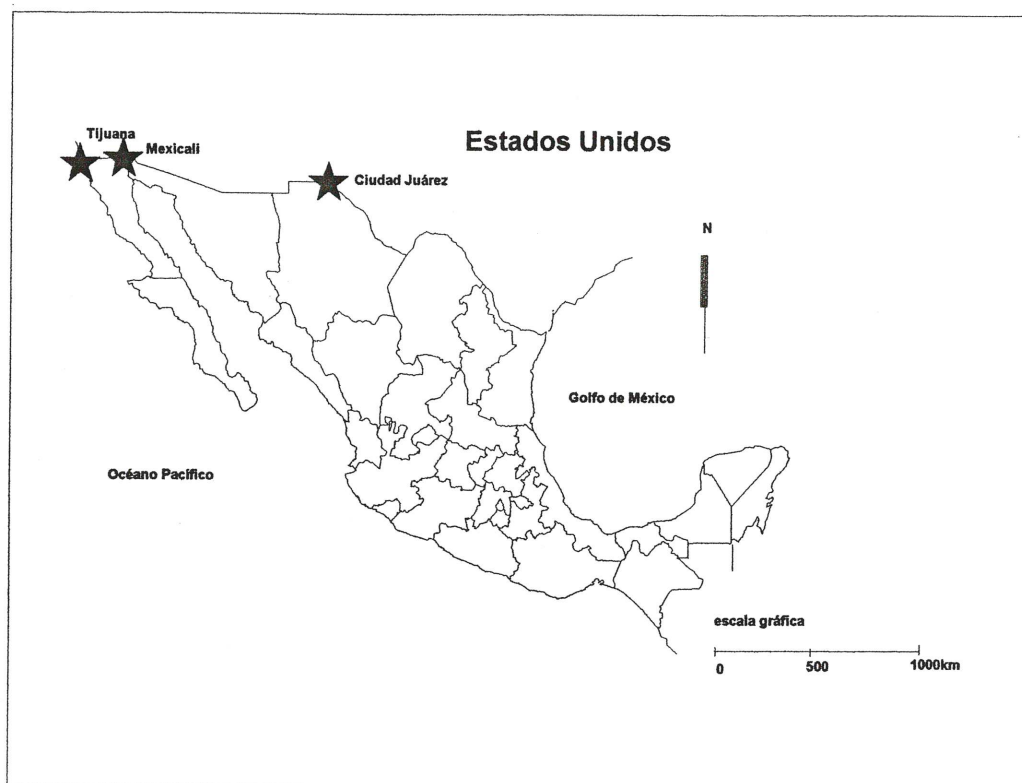 Tijuana
Mexicali
Estados Unidos
Ciudad Juárez
N
Golfo de México
Océano Pacífico
escala gráfica
0 500 1000km